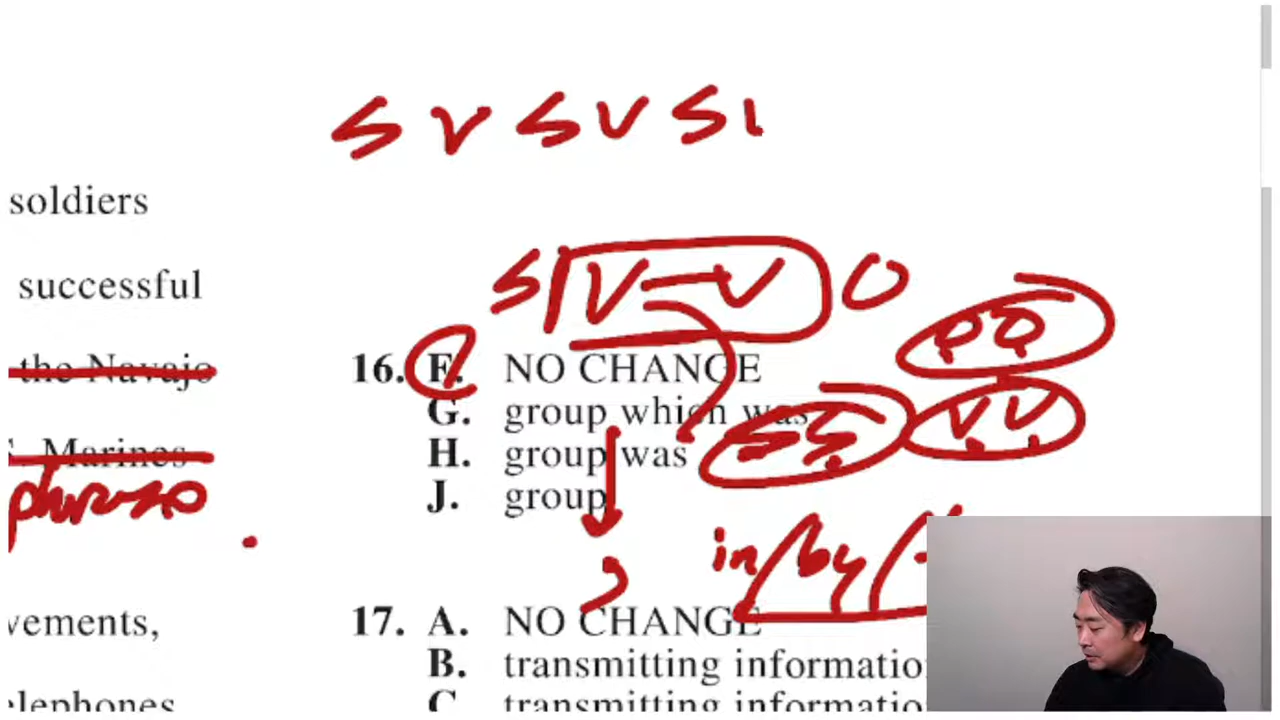 S V S V S V
soldiers
S V-V O
successful
the Navajo
16. F. NO CHANGE
G. group which was
S S V V
Marines
H. group was
phrase
J. group
in/by/
vements,
17. A. NO CHANGE
B. transmitting informatio
elephones
C transmitting informatio